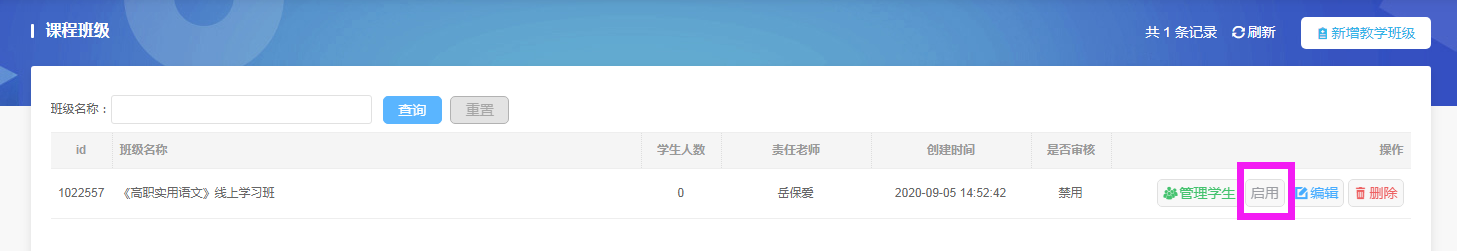 课程班级
共 1 条记录 刷新 新增教学班级
班级名称： 查询 重置
id 班级名称 学生人数 责任老师 创建时间 是否审核 操作
1022557 《高职实用语文》线上学习班 0 岳保爱 2020-09-05 14:52:42 禁用 管理学生 启用 编辑 删除